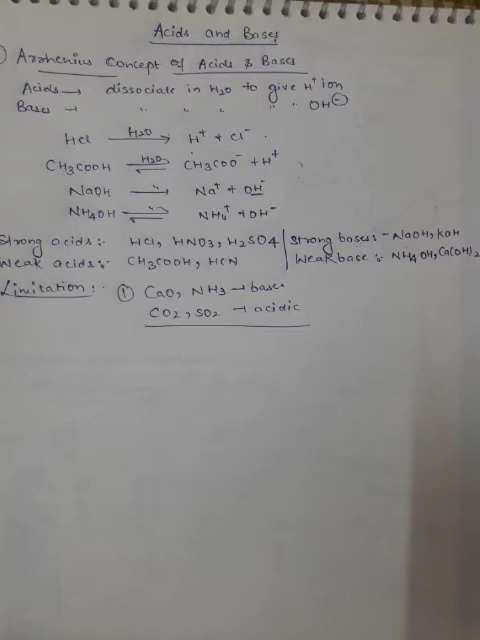 Acids and Bases
) Arrhenius Concept of Acids & Bases
Acids → dissociate in H2O to give H+ ion
Bases → " " " " " OH⊖
HCl —H2O→ H+ + Cl- .
CH3COOH ⇌H2O CH3COO- + H+
NaOH —"→ Na+ + OH-
NH4OH ⇌" NH4+ + OH-
Strong acids :- HCl, HNO3, H2SO4 | Strong bases :- NaOH, KOH
Weak acids :- CH3COOH, HCN | Weak base :- NH4OH, Ca(OH)2
Limitation :- ① CaO, NH3 → bases
CO2, SO2 → acidic